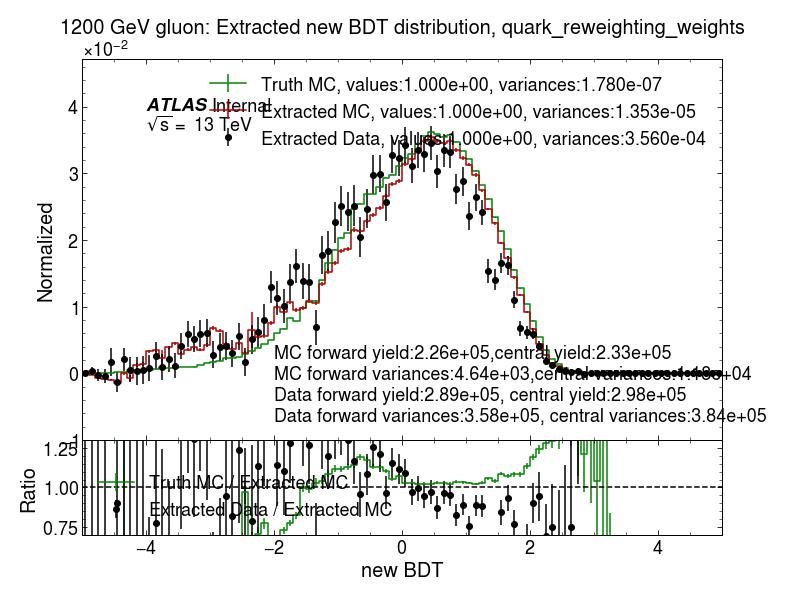 1200 GeV gluon: Extracted new BDT distribution, quark_reweighting_weights
×10⁻²
Truth MC, values:1.000e+00, variances:1.780e-07
ATLAS Internal
Extracted MC, values:1.000e+00, variances:1.353e-05
√s = 13 TeV
Extracted Data, values:1.000e+00, variances:3.560e-04
4
3
2
1
0
Normalized
MC forward yield:2.26e+05,central yield:2.33e+05
MC forward variances:4.64e+03,central variances:1.18e+04
Data forward yield:2.89e+05, central yield:2.98e+05
Data forward variances:3.58e+05, central variances:3.84e+05
1.25
1.00
0.75
Ratio
Truth MC / Extracted MC
Extracted Data / Extracted MC
−4 −2 0 2 4
new BDT